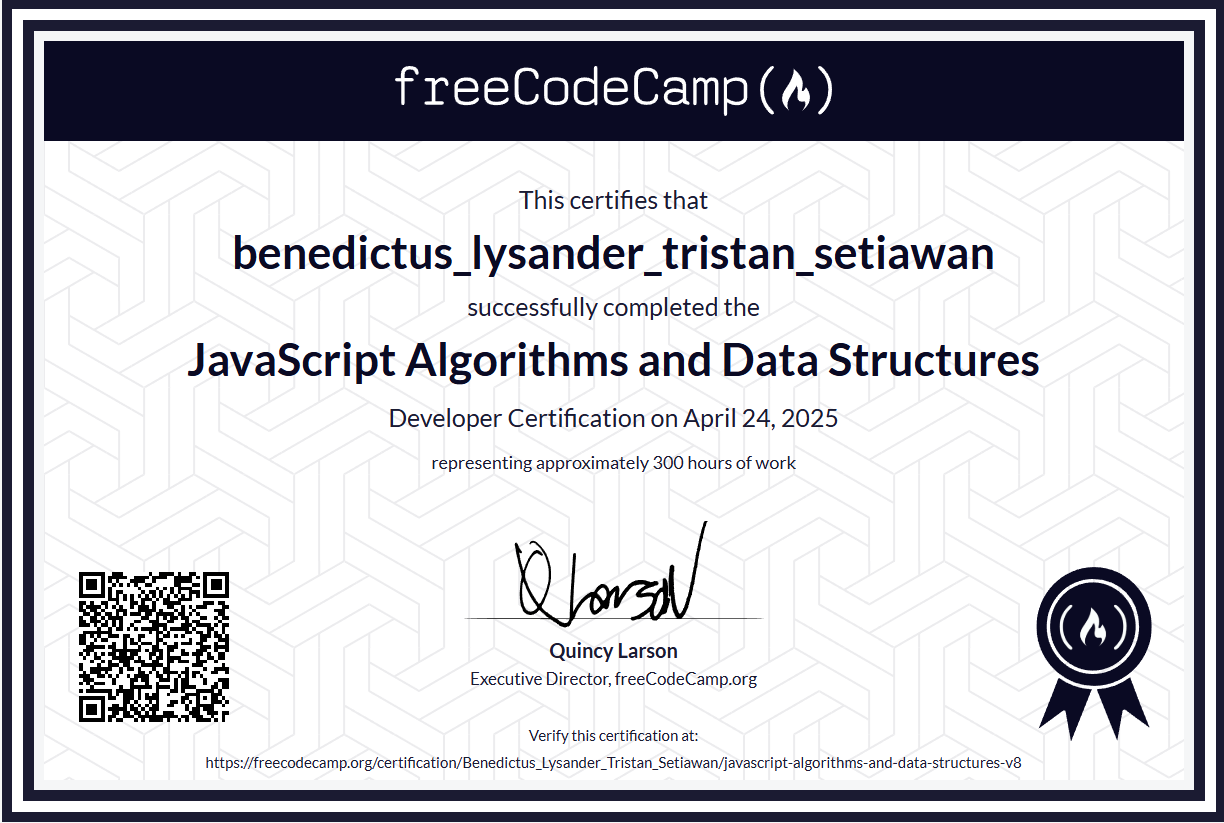 freeCodeCamp
This certifies that
benedictus_lysander_tristan_setiawan
successfully completed the
JavaScript Algorithms and Data Structures
Developer Certification on April 24, 2025
representing approximately 300 hours of work
Q Larson
Quincy Larson
Executive Director, freeCodeCamp.org
Verify this certification at:
https://freecodecamp.org/certification/Benedictus_Lysander_Tristan_Setiawan/javascript-algorithms-and-data-structures-v8